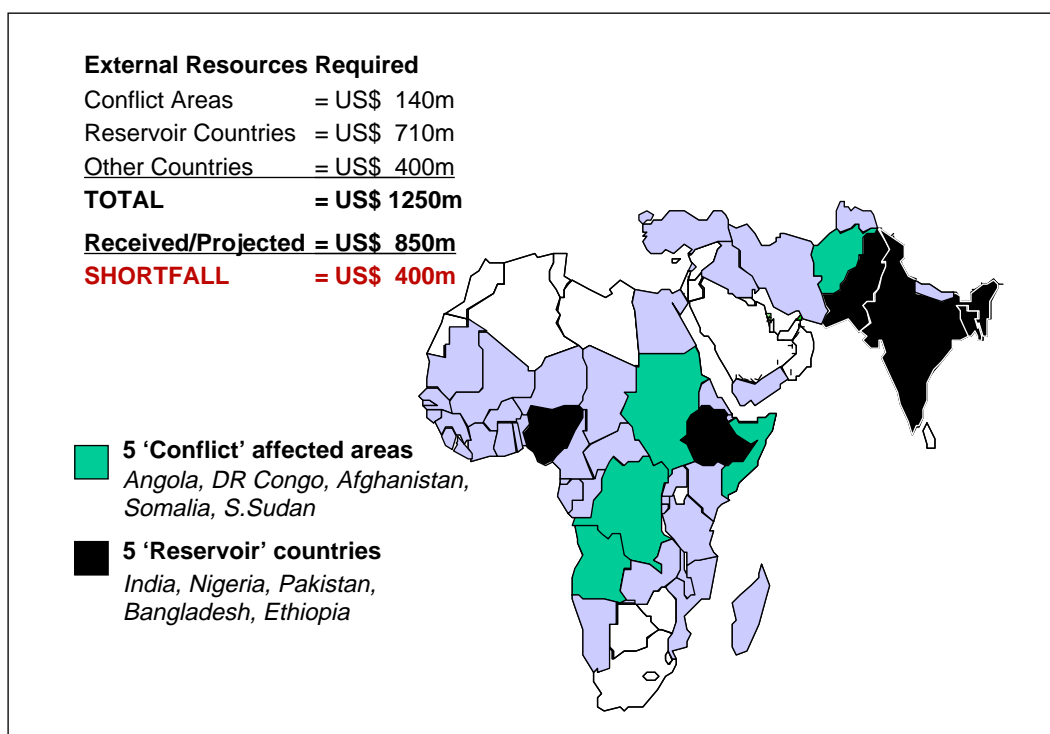 External Resources Required
Conflict Areas = US$ 140m
Reservoir Countries = US$ 710m
Other Countries = US$ 400m
TOTAL = US$ 1250m
Received/Projected = US$ 850m
SHORTFALL = US$ 400m
5 ‘Conflict’ affected areas
Angola, DR Congo, Afghanistan,
Somalia, S.Sudan
5 ‘Reservoir’ countries
India, Nigeria, Pakistan,
Bangladesh, Ethiopia